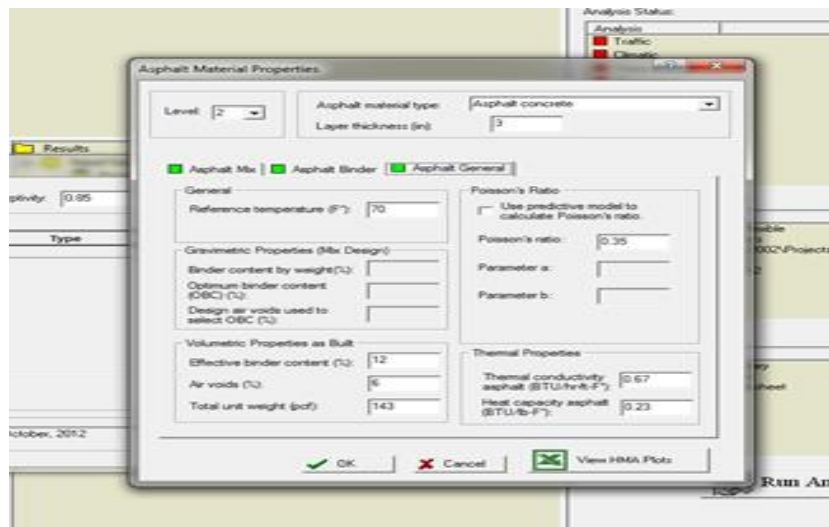 Analysis Status:
Analysis
Traffic
Climatic
Asphalt Material Properties
Level: 2
Asphalt material type: Asphalt concrete
Layer thickness (in): 3
Results
Asphalt Mix
Asphalt Binder
Asphalt General
ptivity: 0.85
Type
General
Reference temperature (F°): 70
Poisson's Ratio
Use predictive model to
calculate Poisson's ratio.
Poisson's ratio: 0.35
Parameter a:
Parameter b:
Gravimetric Properties (Mix Design)
Binder content by weight(%):
Optimum binder content
(OBC) (%):
Design air voids used to
select OBC (%):
Volumetric Properties as Built
Effective binder content (%): 12
Air voids (%): 6
Total unit weight (pcf): 143
Thermal Properties
Thermal conductivity
asphalt (BTU/hr-ft-F°): 0.67
Heat capacity asphalt
(BTU/lb-F°): 0.23
October, 2012
OK
Cancel
View HMA Plots
002\Projects
Run An